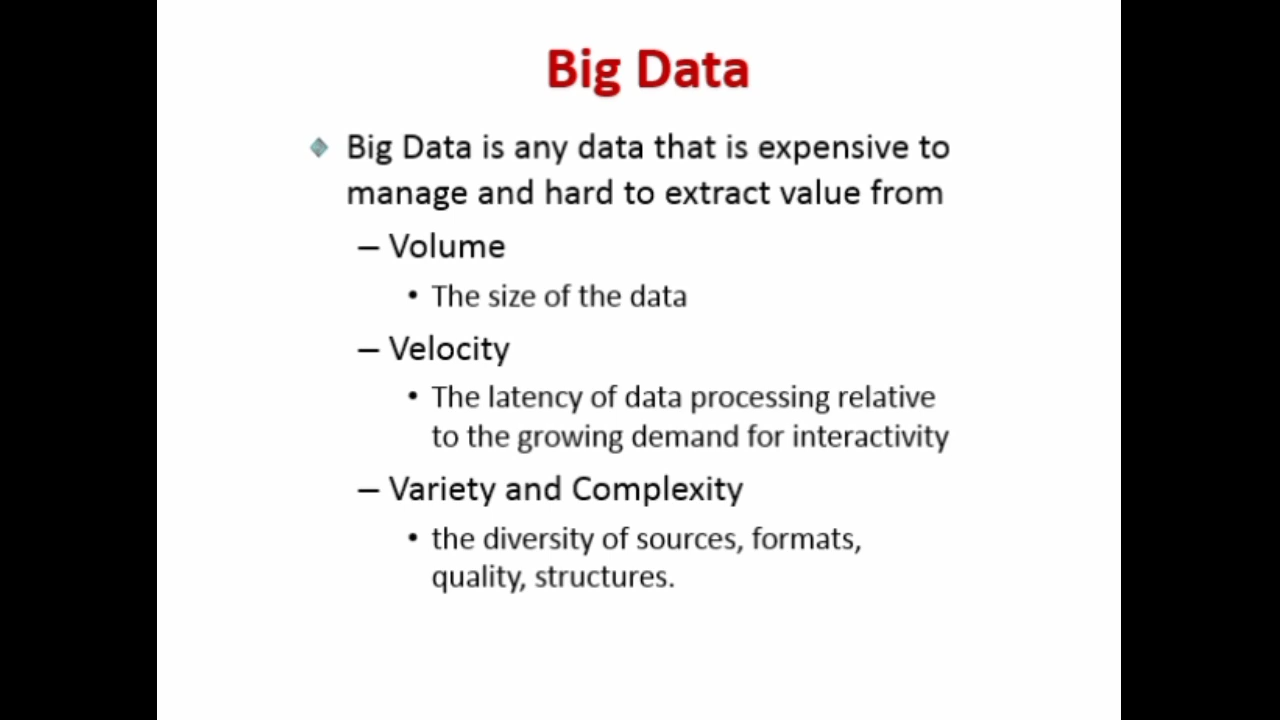 Big Data
Big Data is any data that is expensive to
manage and hard to extract value from
– Volume
• The size of the data
– Velocity
• The latency of data processing relative
to the growing demand for interactivity
– Variety and Complexity
• the diversity of sources, formats,
quality, structures.